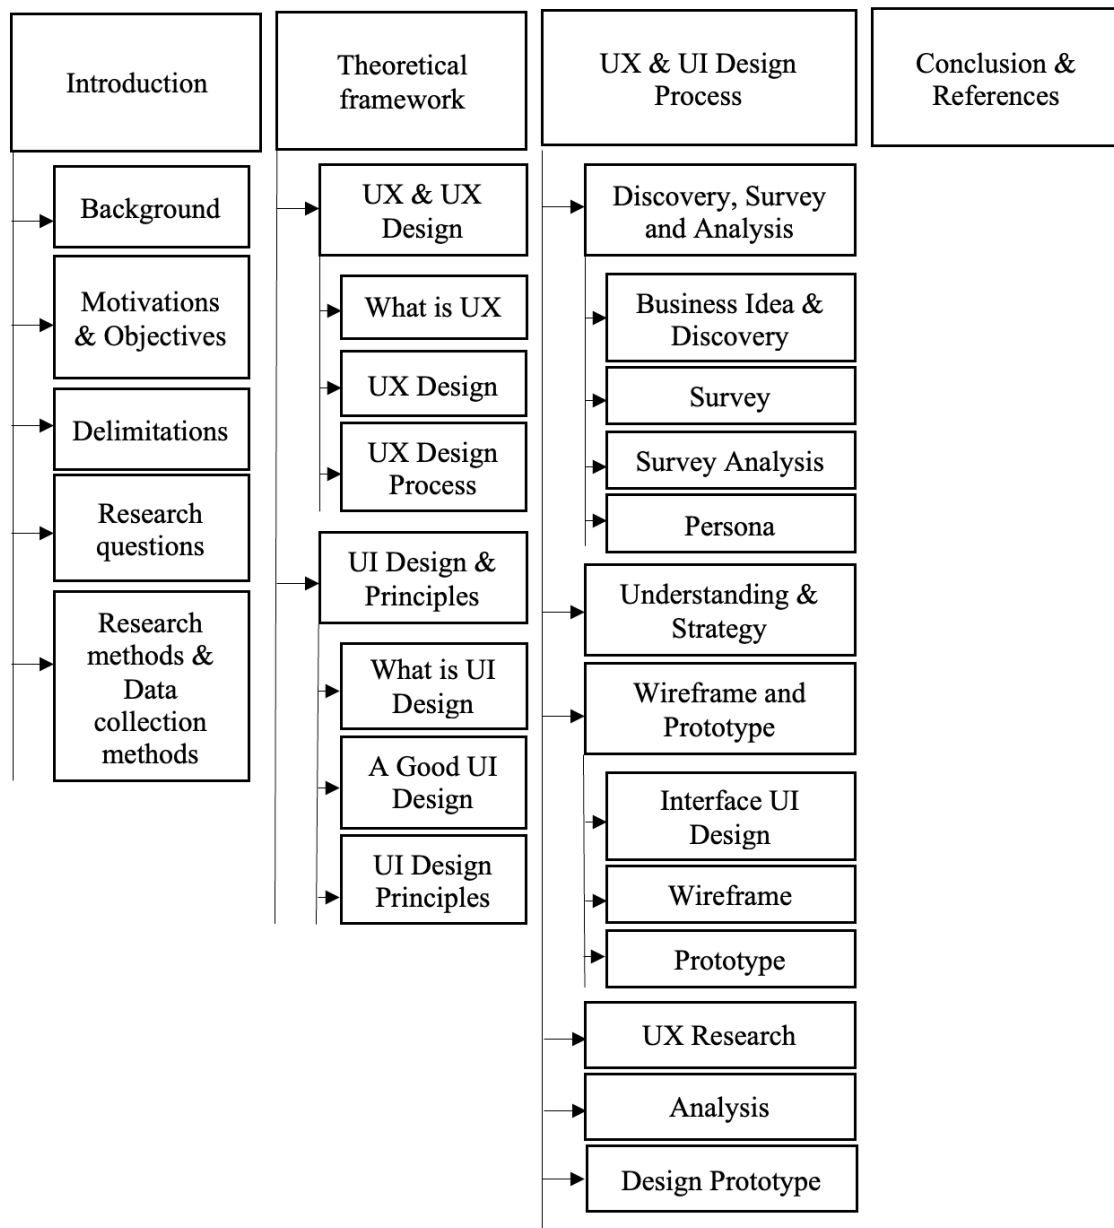 Introduction
Background
Motivations
& Objectives
Delimitations
Research
questions
Research
methods &
Data
collection
methods
Theoretical
framework
UX & UX
Design
What is UX
UX Design
UX Design
Process
UI Design &
Principles
What is UI
Design
A Good UI
Design
UI Design
Principles
UX & UI Design
Process
Discovery, Survey
and Analysis
Business Idea &
Discovery
Survey
Survey Analysis
Persona
Understanding &
Strategy
Wireframe and
Prototype
Interface UI
Design
Wireframe
Prototype
UX Research
Analysis
Design Prototype
Conclusion &
References